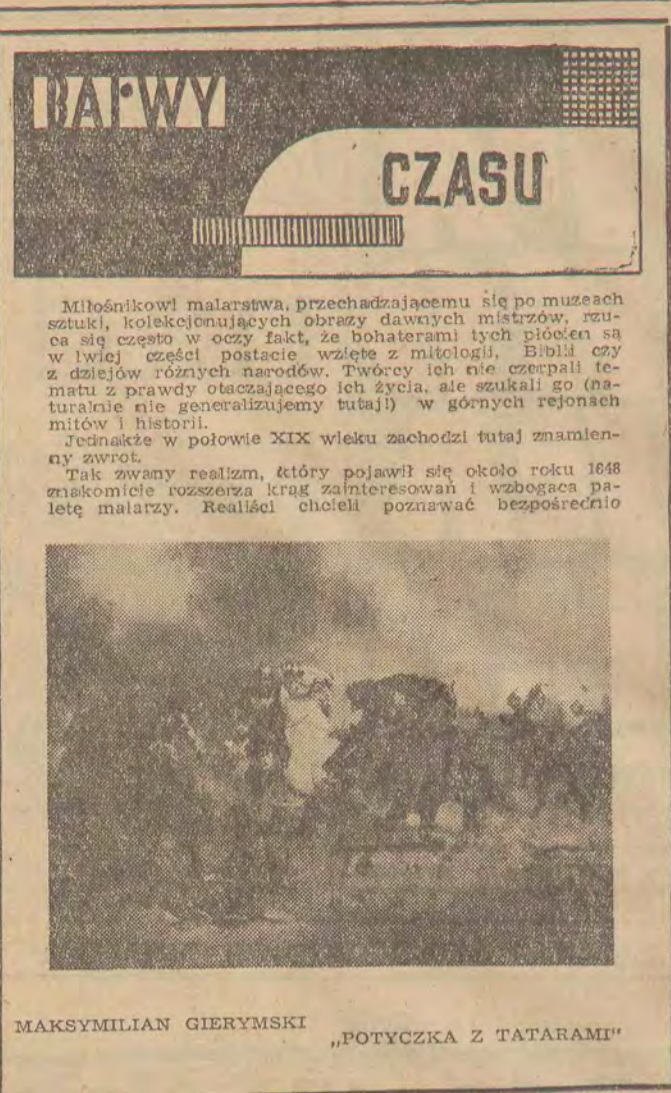 BARWY
CZASU
Miłośnikowi malarstwa, przechadzającemu się po muzeach
sztuki, kolekcjonujących obrazy dawnych mistrzów, rzu-
ca się często w oczy fakt, że bohaterami tych płócien są
w lwiej części postacie wzięte z mitologii, Biblii czy
z dziejów różnych narodów. Twórcy ich nie czerpali te-
matu z prawdy otaczającego ich życia, ale szukali go (na-
turalnie nie generalizujemy tutaj!) w górnych rejonach
mitów i historii.
Jednakże w połowie XIX wieku zachodzi tutaj znamien-
ny zwrot.
Tak zwany realizm, który pojawił się około roku 1648
znakomicie rozszerza krąg zainteresowań i wzbogaca pa-
letę malarzy. Realiści chcieli poznawać bezpośrednio
MAKSYMILIAN GIERYMSKI
„POTYCZKA Z TATARAMI"